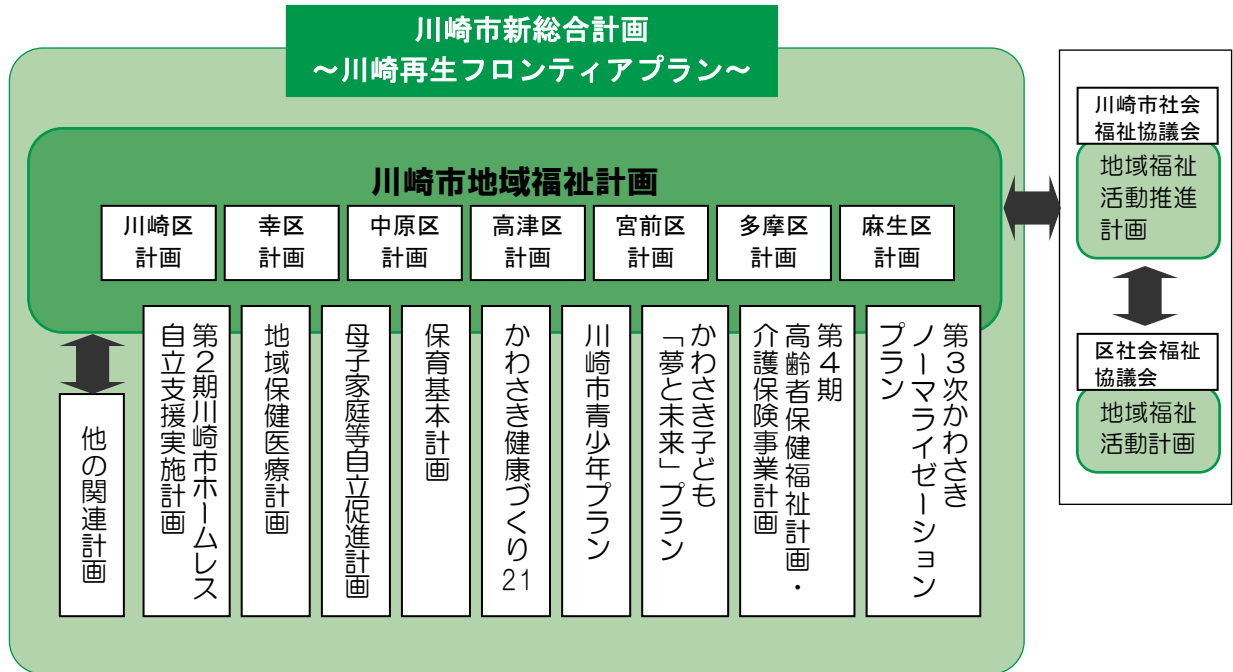 川崎市新総合計画
～川崎再生フロンティアプラン～
川崎市地域福祉計画
川崎区
計画
幸区
計画
中原区
計画
高津区
計画
宮前区
計画
多摩区
計画
麻生区
計画
第３次かわさき
ノーマライゼーション
プラン
第４期
高齢者保健福祉計画・
介護保険事業計画
かわさき子ども
「夢と未来」プラン
川崎市青少年プラン
かわさき健康づくり21
保育基本計画
母子家庭等自立促進計画
地域保健医療計画
第２期川崎市ホームレス
自立支援実施計画
他の関連計画
川崎市社会
福祉協議会
地域福祉
活動推進
計画
区社会福祉
協議会
地域福祉
活動計画